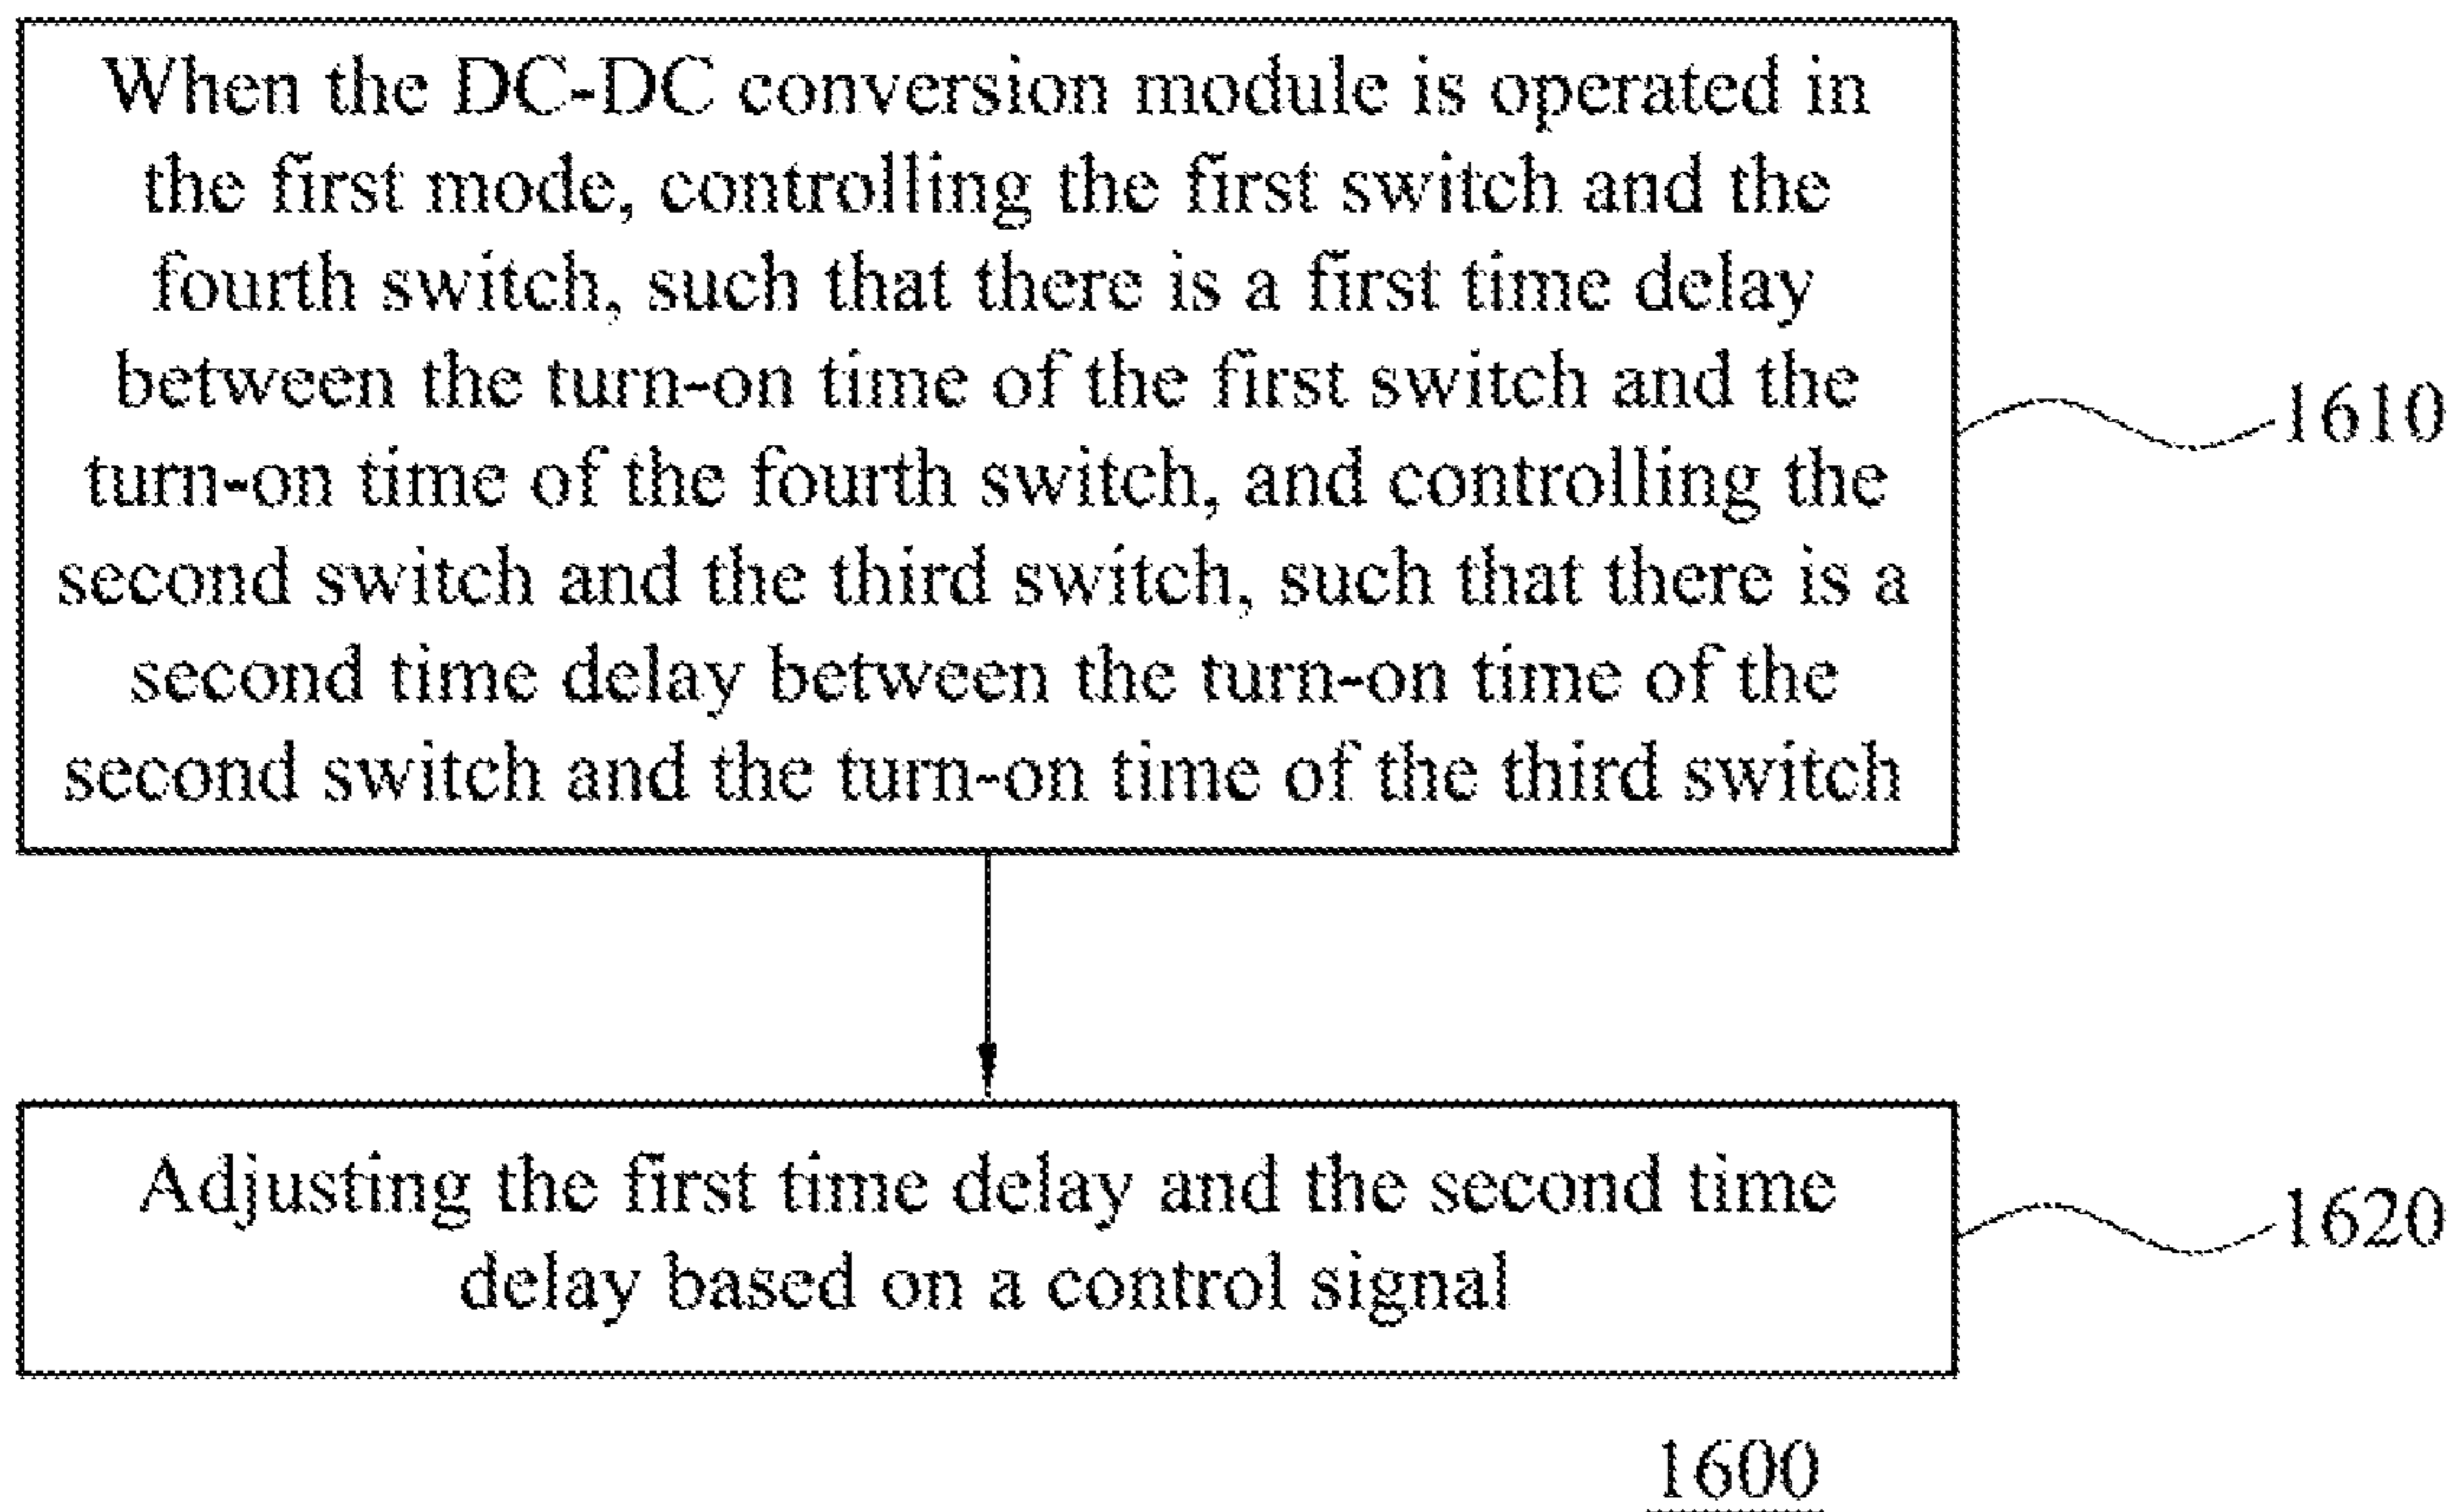 When the DC-DC conversion module is operated in
the first mode, controlling the first switch and the
fourth switch, such that there is a first time delay
between the turn-on time of the first switch and the
turn-on time of the fourth switch, and controlling the
second switch and the third switch, such that there is a
second time delay between the turn-on time of the
second switch and the turn-on time of the third switch
1610
Adjusting the first time delay and the second time
delay based on a control signal
1620
1600